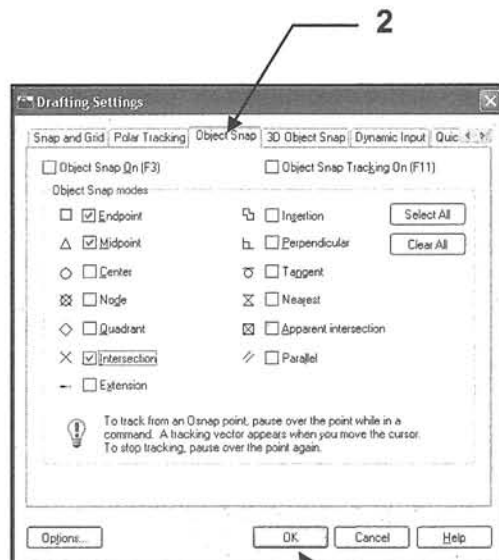 2
Drafting Settings
Snap and Grid Polar Tracking Object Snap 3D Object Snap Dynamic Input Quic
Object Snap On (F3) Object Snap Tracking On (F11)
Object Snap modes
Endpoint Insertion Select All
Midpoint Perpendicular Clear All
Center Tangent
Node Nearest
Quadrant Apparent intersection
Intersection Parallel
Extension
To track from an Osnap point, pause over the point while in a
command. A tracking vector appears when you move the cursor.
To stop tracking, pause over the point again.
Options... OK Cancel Help